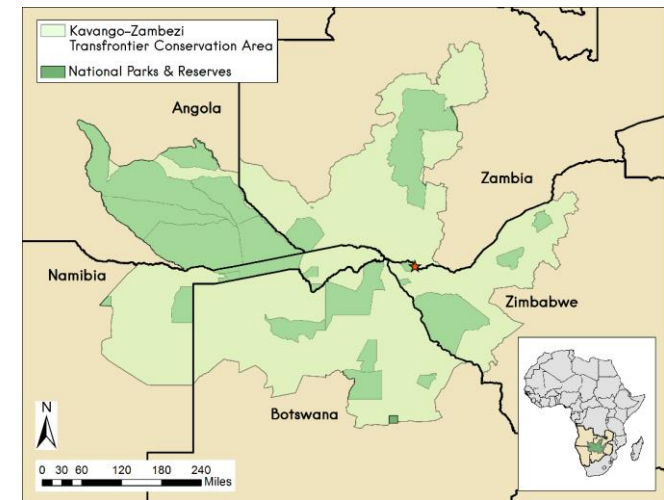 Kavango-Zambezi
Transfrontier Conservation Area
National Parks & Reserves
Angola
Zambia
Namibia
Zimbabwe
Botswana
N
0 30 60 120 180 240
Miles